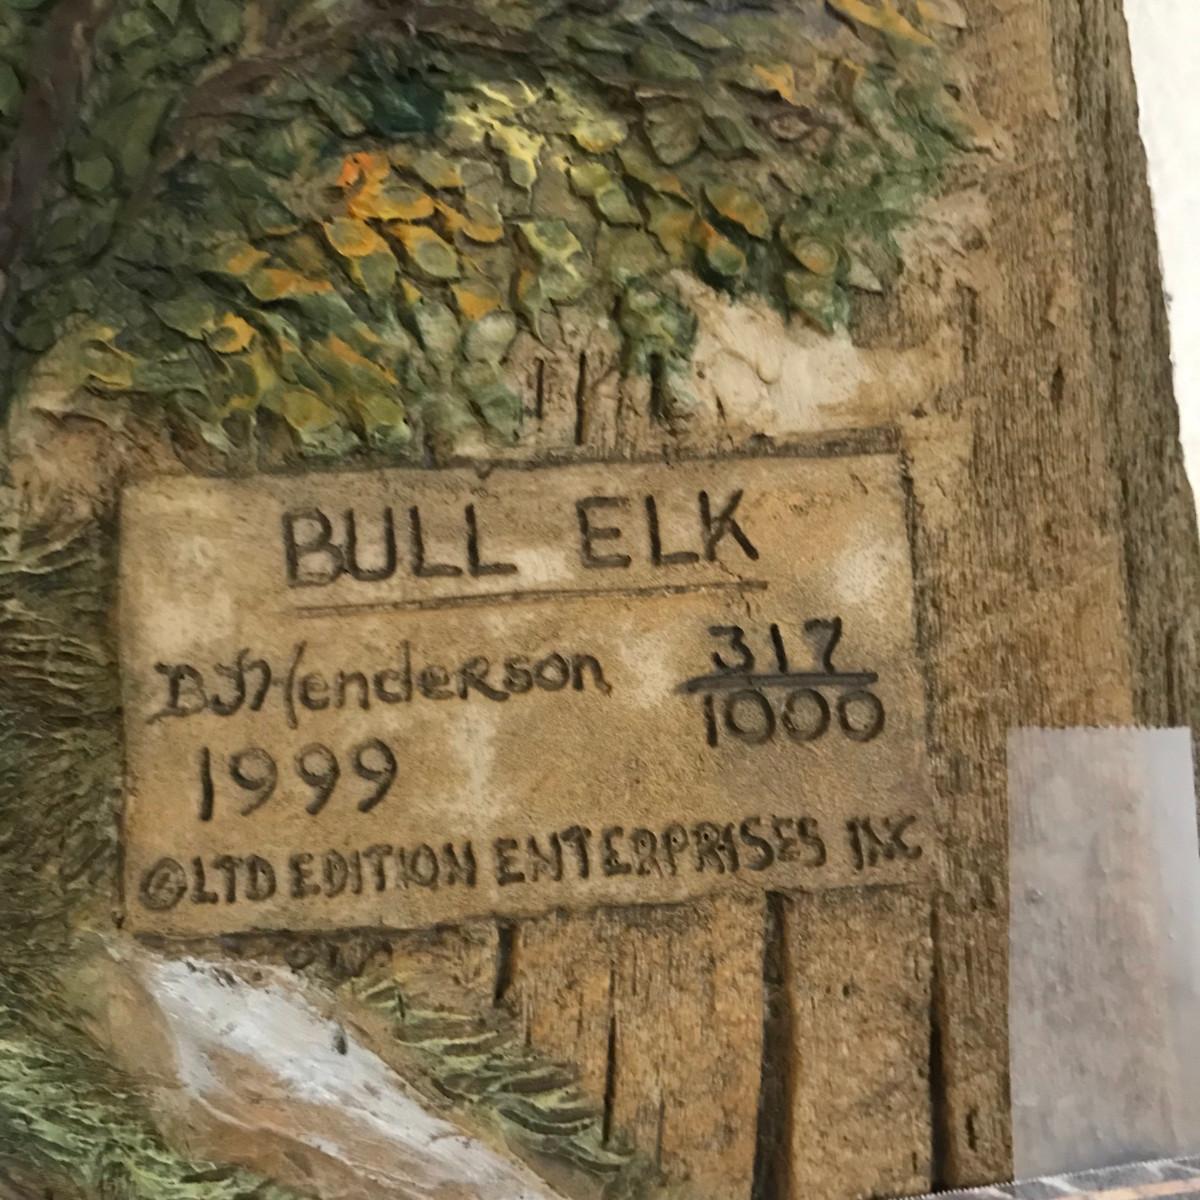 BULL ELK
BJHenderson 317/1000
1999
©LTD EDITION ENTERPRISES INC